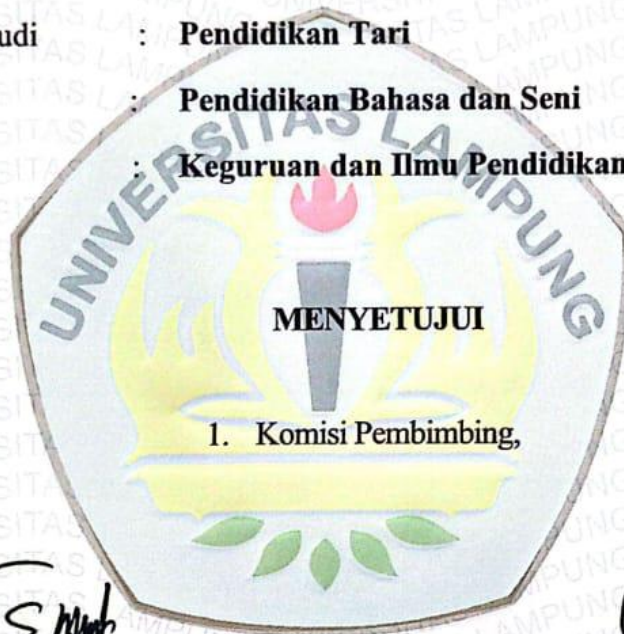 udi : Pendidikan Tari
: Pendidikan Bahasa dan Seni
: Keguruan dan Ilmu Pendidikan
UNIVERSITAS LAMPUNG
MENYETUJUI
1. Komisi Pembimbing,